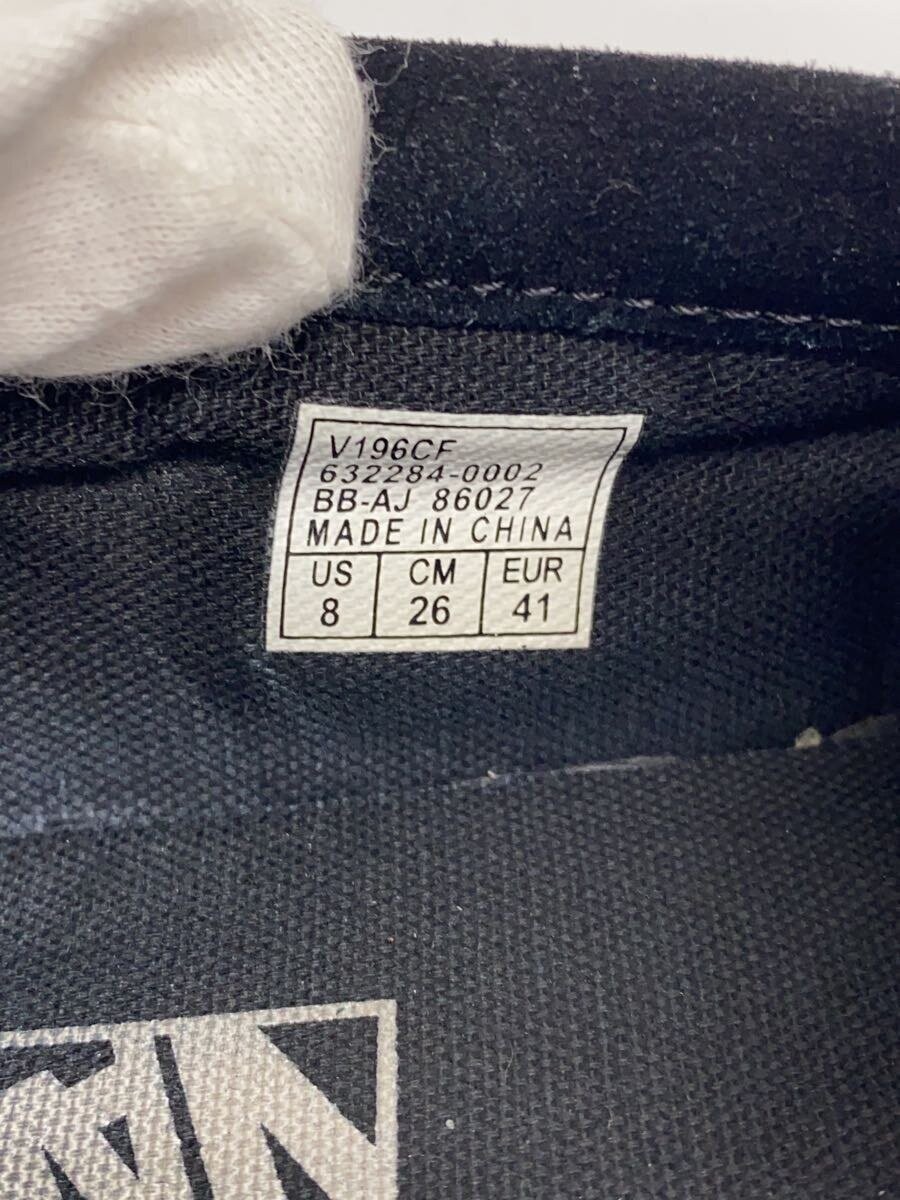 V196CF
632284-0002
BB-AJ 86027
MADE IN CHINA
US CM EUR
8 26 41